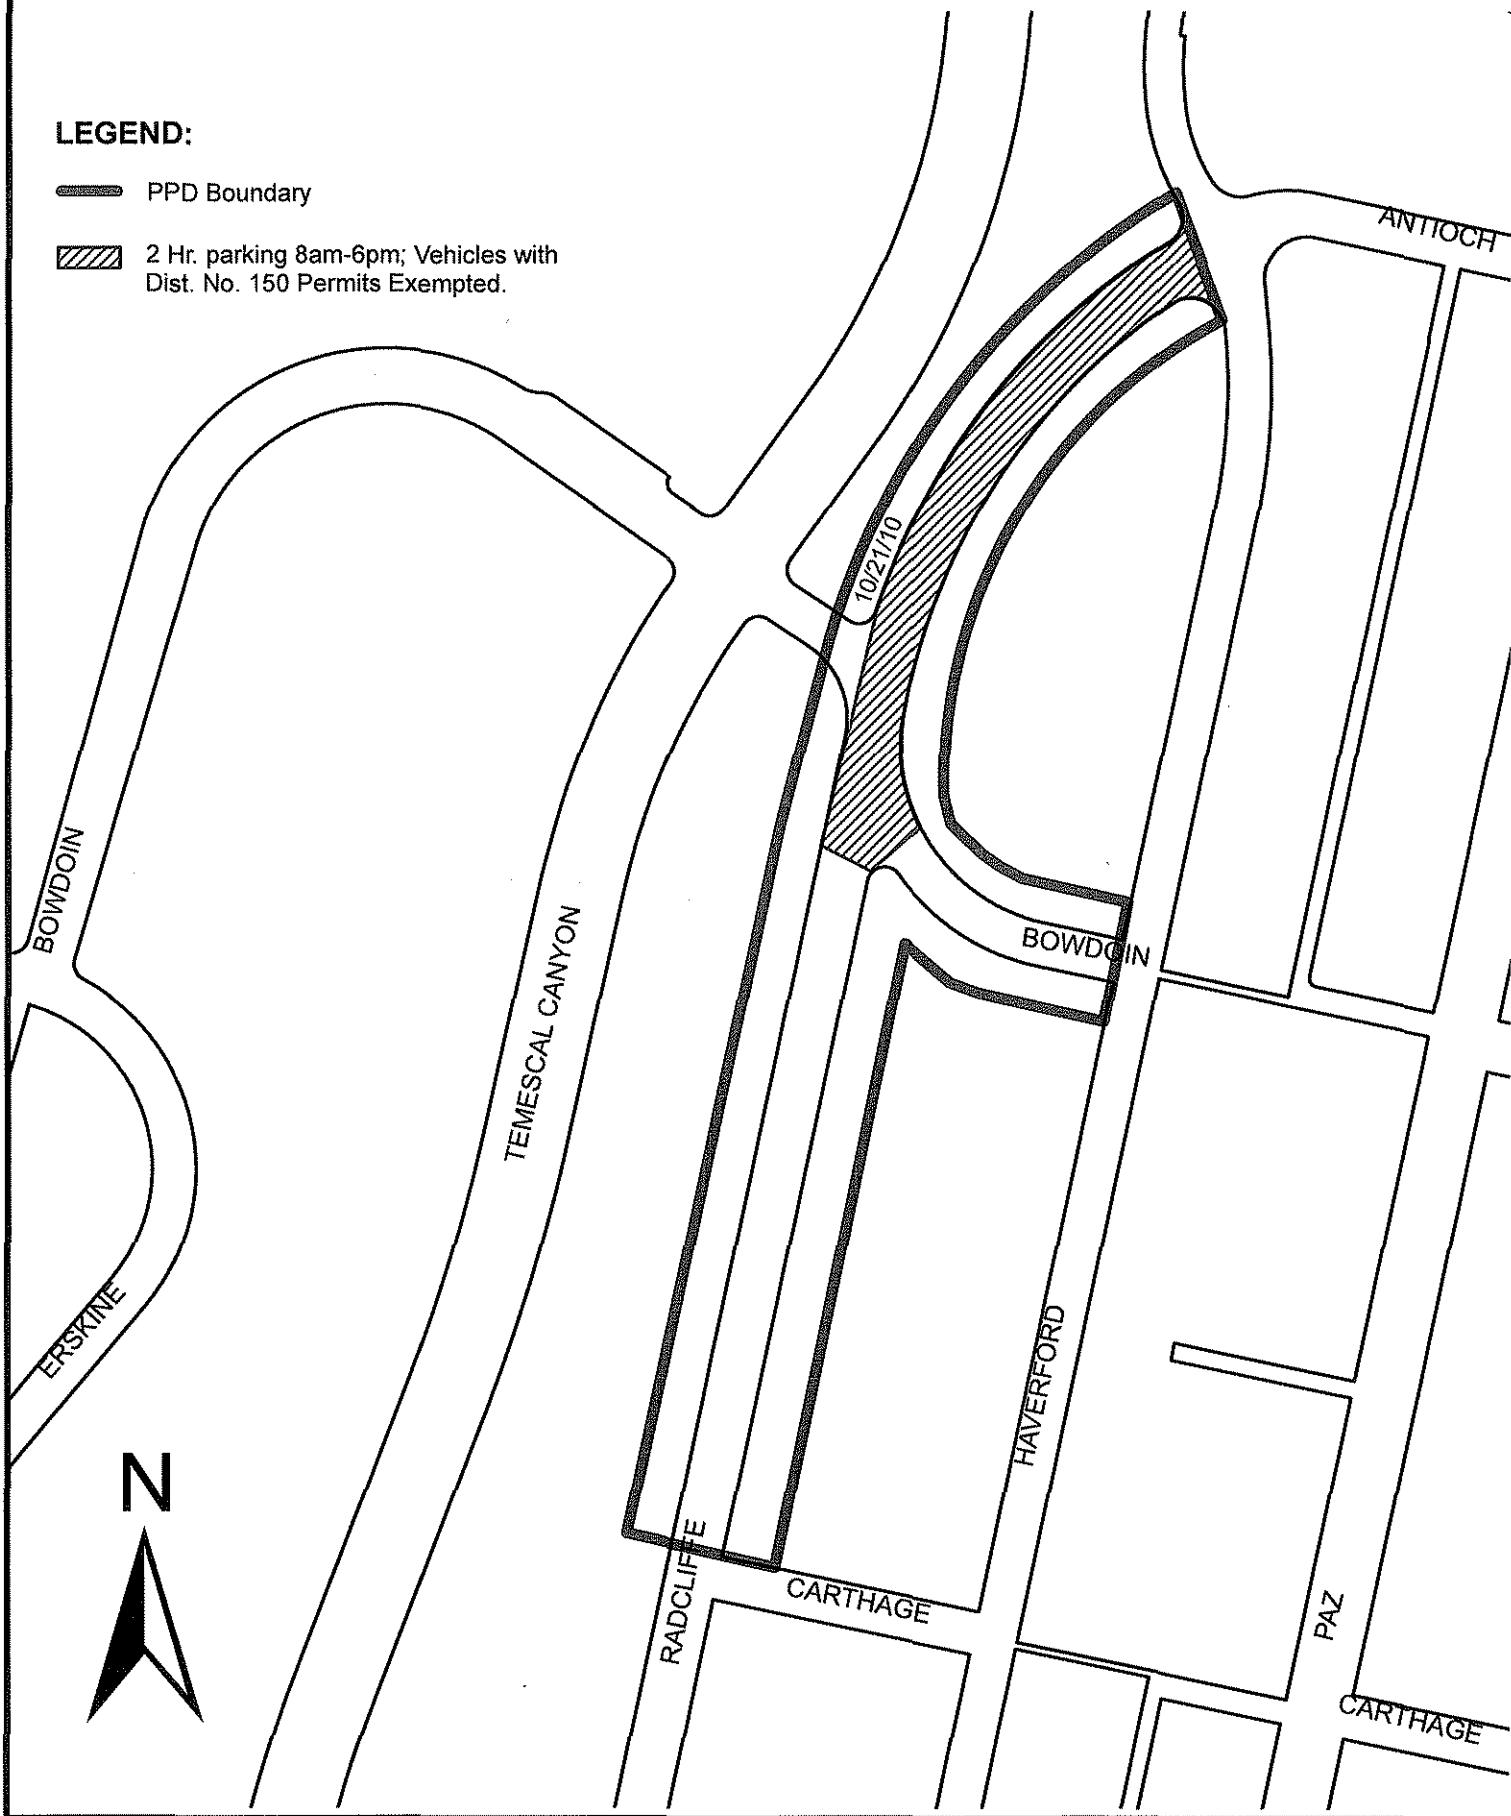 LEGEND:
PPD Boundary
2 Hr. parking 8am-6pm; Vehicles with
Dist. No. 150 Permits Exempted.
ANTIOCH
10/21/10
BOWDOIN
BOWDOIN
TEMESCAL CANYON
ERSKINE
HAVERFORD
N
RADCLIFFE
CARTHAGE
PAZ
CARTHAGE